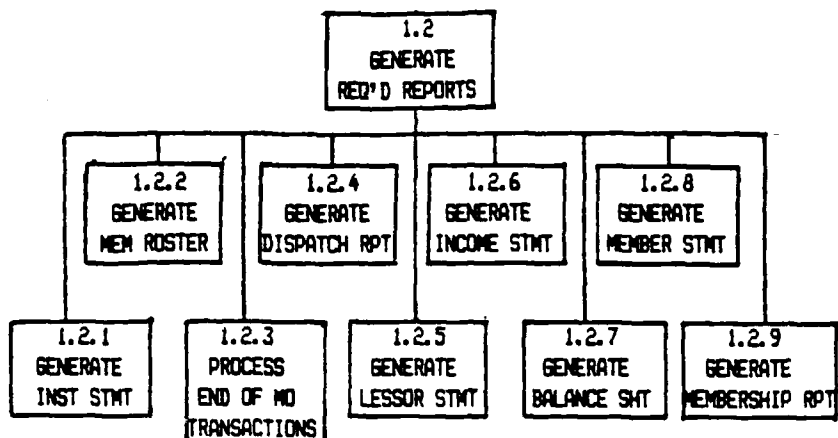 1.2
GENERATE
REQ'D REPORTS
1.2.2
GENERATE
MEM ROSTER
1.2.4
GENERATE
DISPATCH RPT
1.2.6
GENERATE
INCOME STMT
1.2.8
GENERATE
MEMBER STMT
1.2.1
GENERATE
INST STMT
1.2.3
PROCESS
END OF MO
TRANSACTIONS
1.2.5
GENERATE
LESSOR STMT
1.2.7
GENERATE
BALANCE SHT
1.2.9
GENERATE
MEMBERSHIP RPT